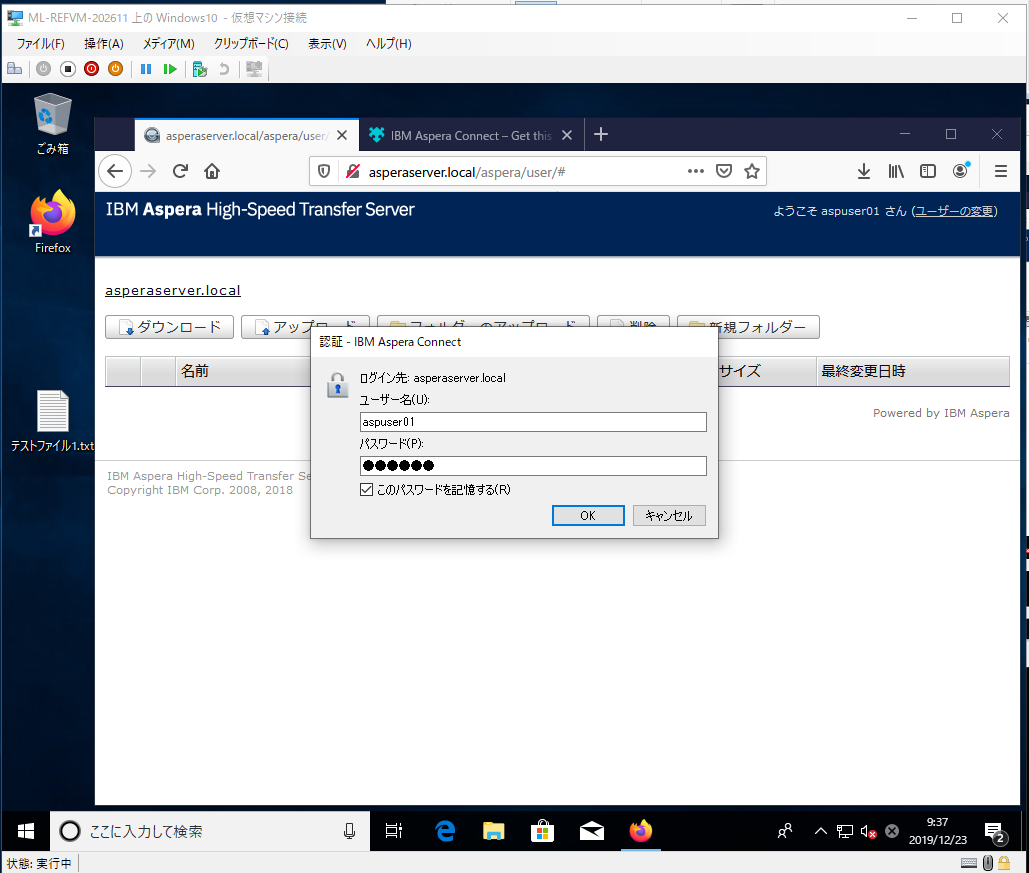 ML-REFVM-202611 上の Windows10 - 仮想マシン接続
ファイル(F) 操作(A) メディア(M) クリップボード(C) 表示(V) ヘルプ(H)
ごみ箱
Firefox
テストファイル1.txt
asperaserver.local/aspera/user/
IBM Aspera Connect – Get this
asperaserver.local/aspera/user/#
IBM Aspera High-Speed Transfer Server
ようこそ aspuser01 さん (ユーザーの変更)
asperaserver.local
ダウンロード アップロード フォルダーのアップロード 削除 新規フォルダー
名前 サイズ 最終変更日時
Powered by IBM Aspera
IBM Aspera High-Speed Transfer Se
Copyright IBM Corp. 2008, 2018
認証 - IBM Aspera Connect
ログイン先: asperaserver.local
ユーザー名(U):
aspuser01
パスワード(P):
●●●●●●
このパスワードを記憶する(R)
OK キャンセル
ここに入力して検索
9:37
2019/12/23
2
状態: 実行中